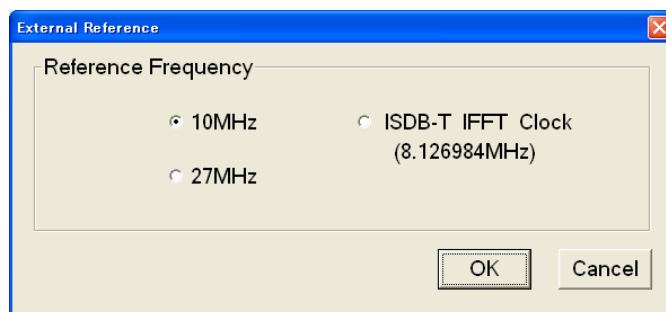 External Reference
Reference Frequency
10MHz
ISDB-T IFFT Clock
(8.126984MHz)
27MHz
OK
Cancel